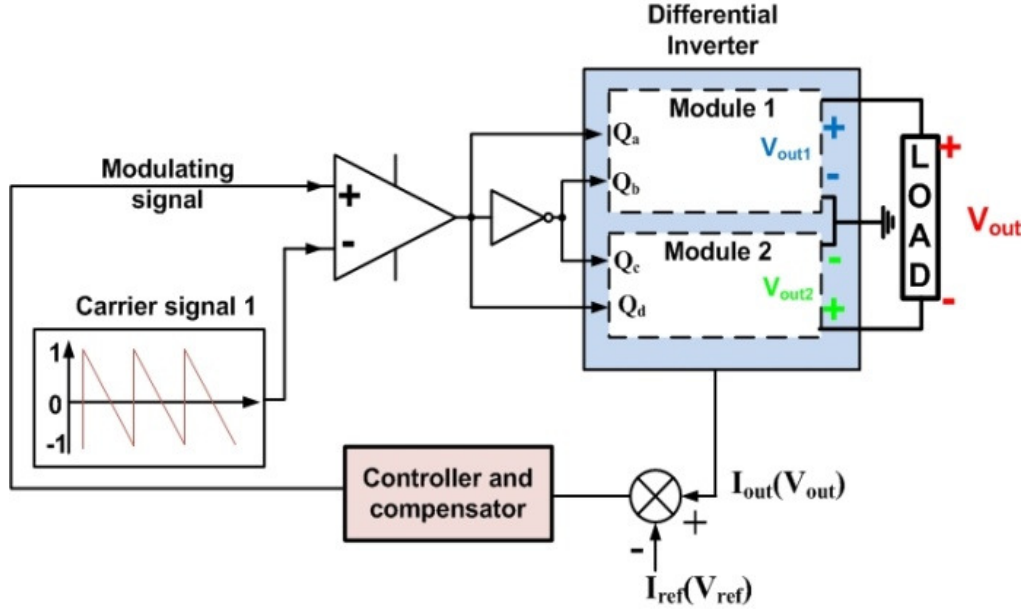 Differential
Inverter
Module 1
Qa
Vout1
+
-
Qb
Modulating
signal
+
-
LOAD
+
Vout
-
Module 2
Qc
-
Vout2
+
Qd
Carrier signal 1
1
0
-1
Controller and
compensator
Iout(Vout)
+
-
Iref(Vref)